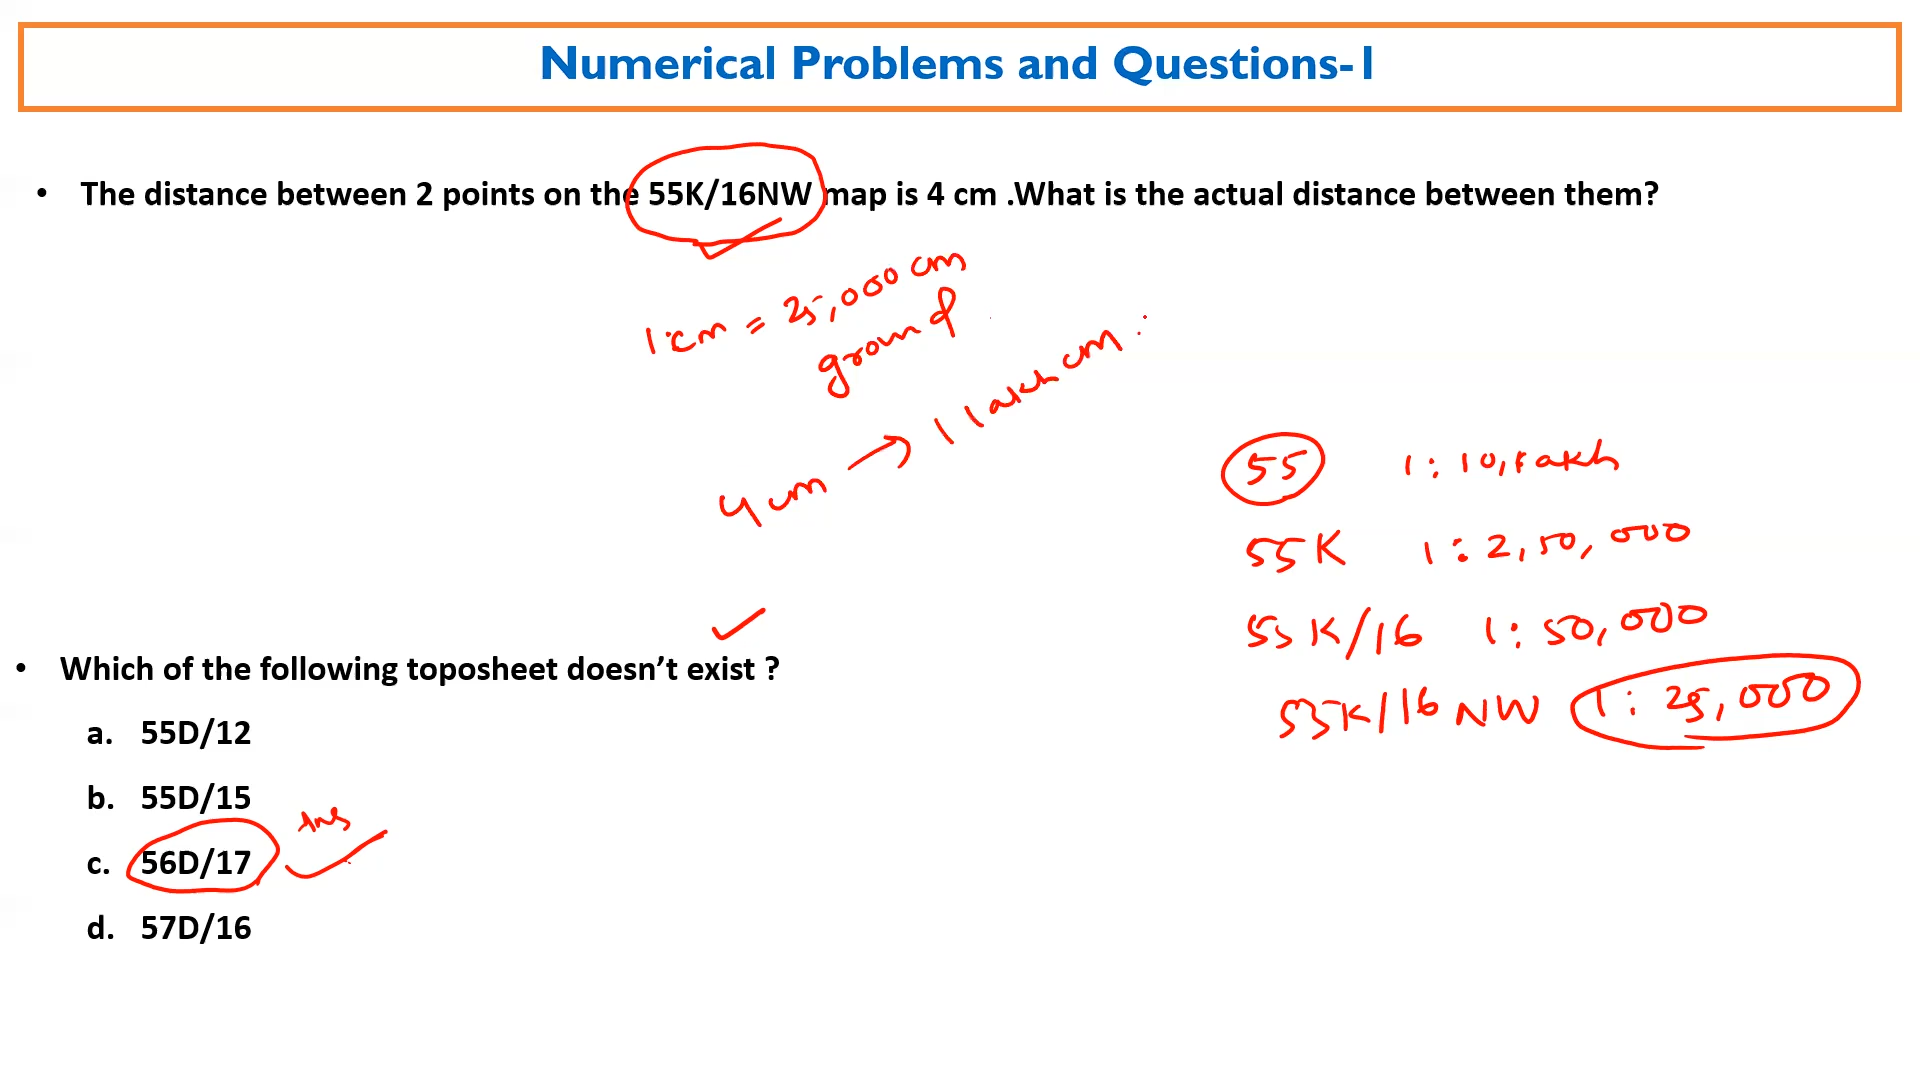 Numerical Problems and Questions-1
• The distance between 2 points on the 55K/16NW map is 4 cm .What is the actual distance between them?
1 cm = 25,000 cm
ground
4 cm → 1 lakh cm
55 1 : 10, Lakh
55K 1 : 2,50,000
55K/16 1 : 50,000
55K/16 NW 1 : 25,000
• Which of the following toposheet doesn’t exist ?
a. 55D/12
b. 55D/15
Ans
c. 56D/17
d. 57D/16